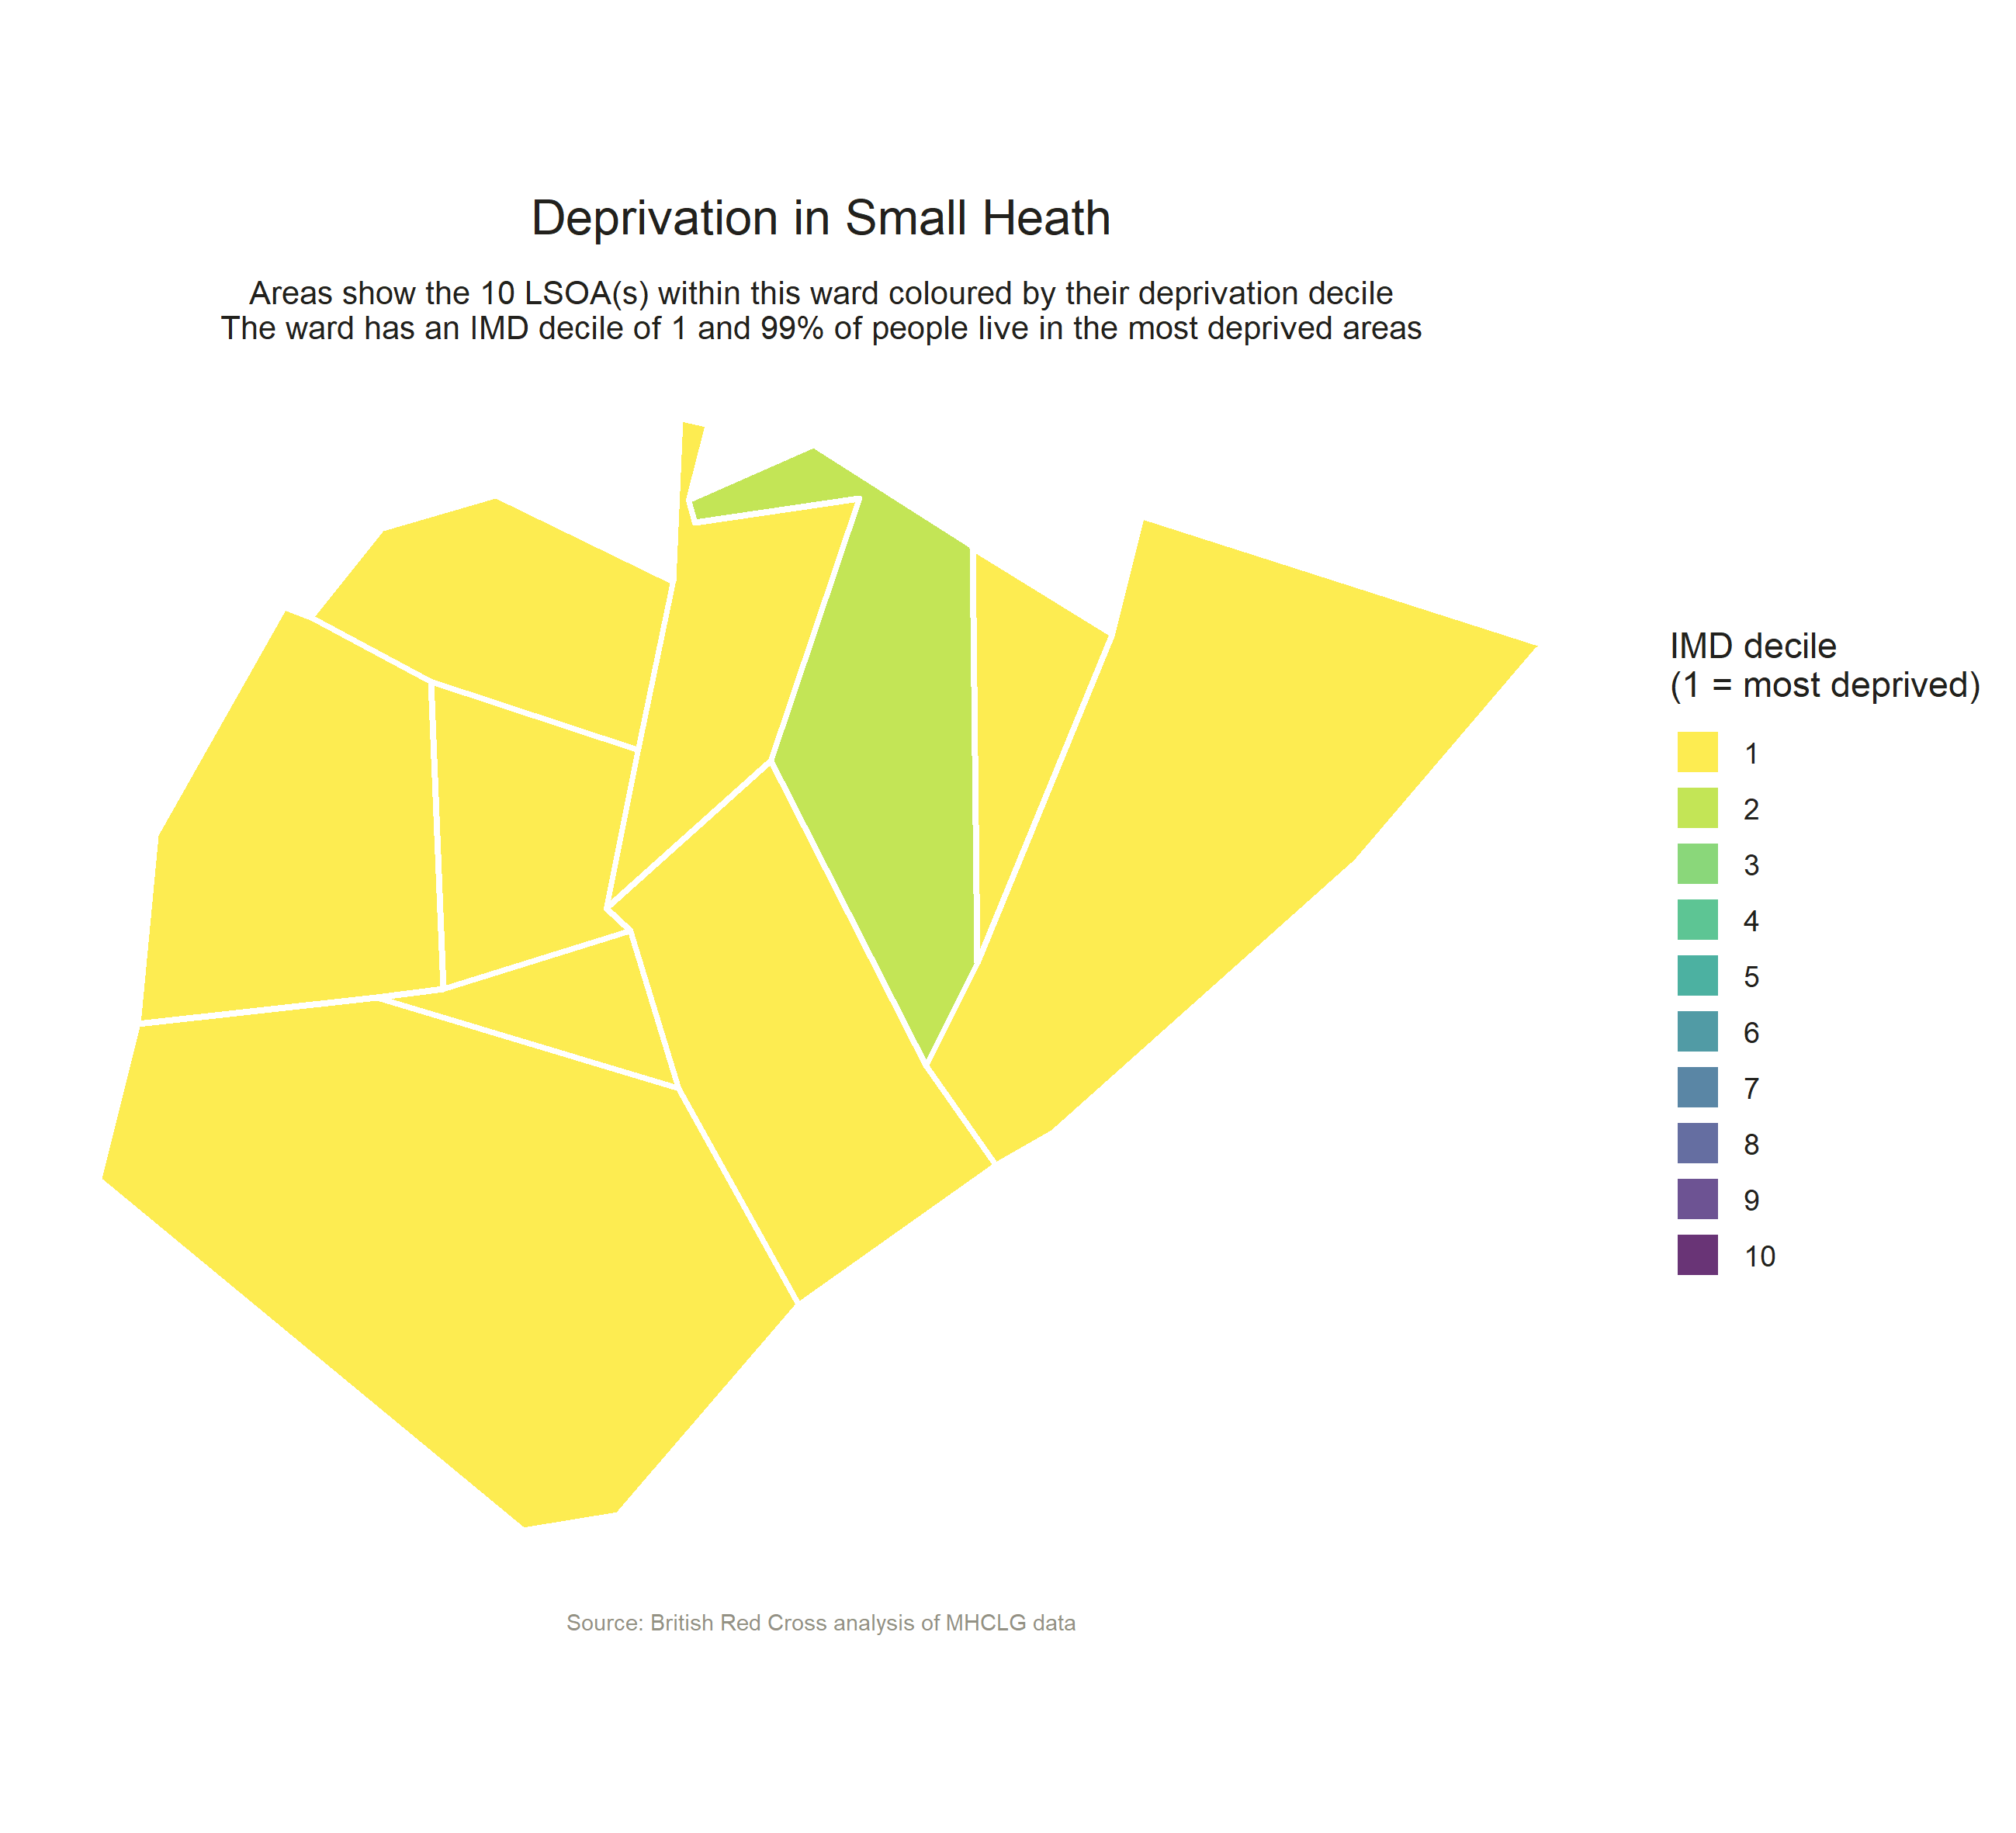 Deprivation in Small Heath
Areas show the 10 LSOA(s) within this ward coloured by their deprivation decile
The ward has an IMD decile of 1 and 99% of people live in the most deprived areas
IMD decile
(1 = most deprived)
1
2
3
4
5
6
7
8
9
10
Source: British Red Cross analysis of MHCLG data